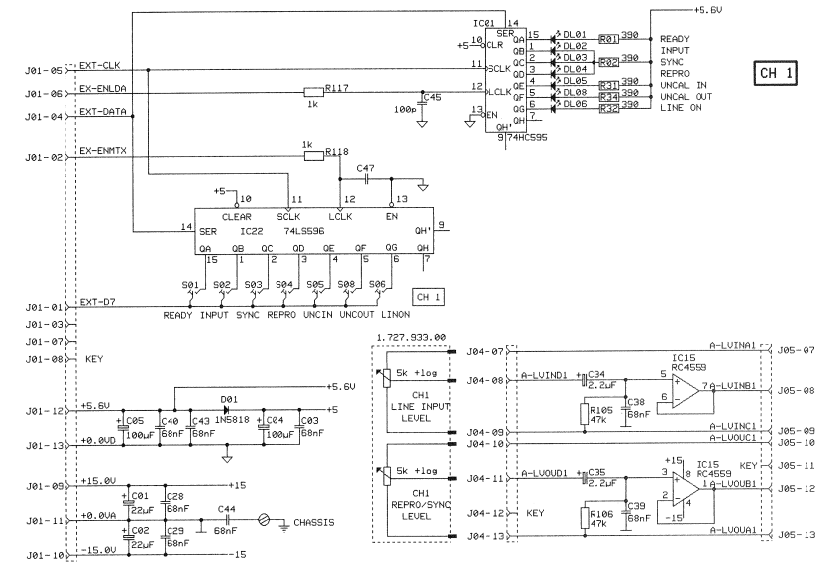 +5.6V
IC01
14
SER
15 DL01 R01 390 READY
+5 10 CLR QA
QB 1 DL02 INPUT
J01-05 EXT-CLK 11 SCLK QC 2 DL03 R02 390 SYNC
QD 3 DL04 REPRO
CH 1
J01-06 EX-ENLDA R117 1k 12 LCLK QE 4 DL05 R31 390 UNCAL IN
C45 100p
QF 5 DL08 R34 390 UNCAL OUT
J01-04 EXT-DATA 13 EN QG 6 DL06 R32 390 LINE ON
QH 7
QH'
9 74HC595
J01-02 EX-ENMTX 1k R118
C47
+5 10 11 12 13
CLEAR SCLK LCLK EN
14 SER IC22 74LS596 QH' 9
QA QB QC QD QE QF QG QH
15 1 2 3 4 5 6 7
S01 S02 S03 S04 S05 S08 S06
CH 1
J01-01 EXT-D7
READY INPUT SYNC REPRO UNCIN UNCOUT LINON
J01-03
J01-07
J01-08 KEY
+5.6V
J01-12 +5.6V D01 1N5818 +5
+ C05 100µF C40 68nF C43 68nF + C04 100µF C03 68nF
J01-13 +0.0VD
J01-09 +15.0V +15
+ C01 22µF C28 68nF
J01-11 +0.0VA C44 68nF CHASSIS
+ C02 22µF C29 68nF
J01-10 -15.0V -15
1.727.933.00
J04-07 A-LVINA1 J05-07
5k +log
J04-08 A-LVIND1 + C34 2.2µF 5 + IC15 RC4559 7 A-LVINB1 J05-08
6 -
CH1
LINE INPUT
LEVEL
R105 47k C38 68nF
J04-09 A-LVINC1 J05-09
J04-10 A-LVOUC1 J05-10
KEY J05-11
5k +log
J04-11 A-LVOUD1 + C35 2.2µF 3 + +15 8 IC15 RC4559 1 A-LVOUB1 J05-12
2 - 4 -15
CH1
REPRO/SYNC
LEVEL
J04-12 KEY R106 47k C39 68nF
J04-13 A-LVOUA1 J05-13